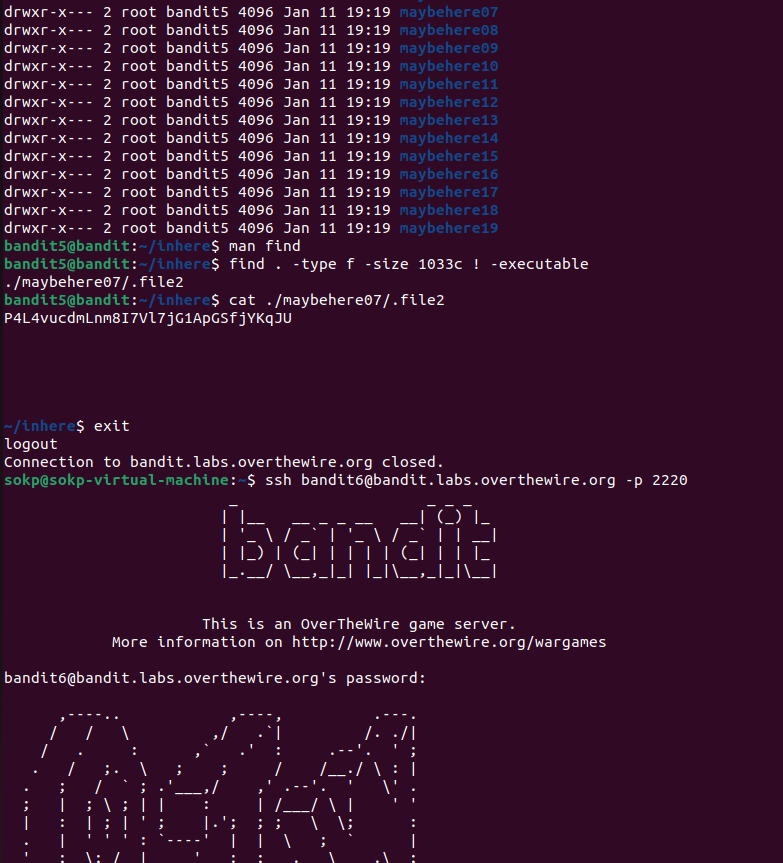 drwxr-x--- 2 root bandit5 4096 Jan 11 19:19 maybehere07
drwxr-x--- 2 root bandit5 4096 Jan 11 19:19 maybehere08
drwxr-x--- 2 root bandit5 4096 Jan 11 19:19 maybehere09
drwxr-x--- 2 root bandit5 4096 Jan 11 19:19 maybehere10
drwxr-x--- 2 root bandit5 4096 Jan 11 19:19 maybehere11
drwxr-x--- 2 root bandit5 4096 Jan 11 19:19 maybehere12
drwxr-x--- 2 root bandit5 4096 Jan 11 19:19 maybehere13
drwxr-x--- 2 root bandit5 4096 Jan 11 19:19 maybehere14
drwxr-x--- 2 root bandit5 4096 Jan 11 19:19 maybehere15
drwxr-x--- 2 root bandit5 4096 Jan 11 19:19 maybehere16
drwxr-x--- 2 root bandit5 4096 Jan 11 19:19 maybehere17
drwxr-x--- 2 root bandit5 4096 Jan 11 19:19 maybehere18
drwxr-x--- 2 root bandit5 4096 Jan 11 19:19 maybehere19
bandit5@bandit:~/inhere$ man find
bandit5@bandit:~/inhere$ find . -type f -size 1033c ! -executable
./maybehere07/.file2
bandit5@bandit:~/inhere$ cat ./maybehere07/.file2
P4L4vucdmLnm8I7Vl7jG1ApGSfjYKqJU
~/inhere$ exit
logout
Connection to bandit.labs.overthewire.org closed.
sokp@sokp-virtual-machine:~$ ssh bandit6@bandit.labs.overthewire.org -p 2220
bandit
This is an OverTheWire game server.
More information on http://www.overthewire.org/wargames
bandit6@bandit.labs.overthewire.org's password: